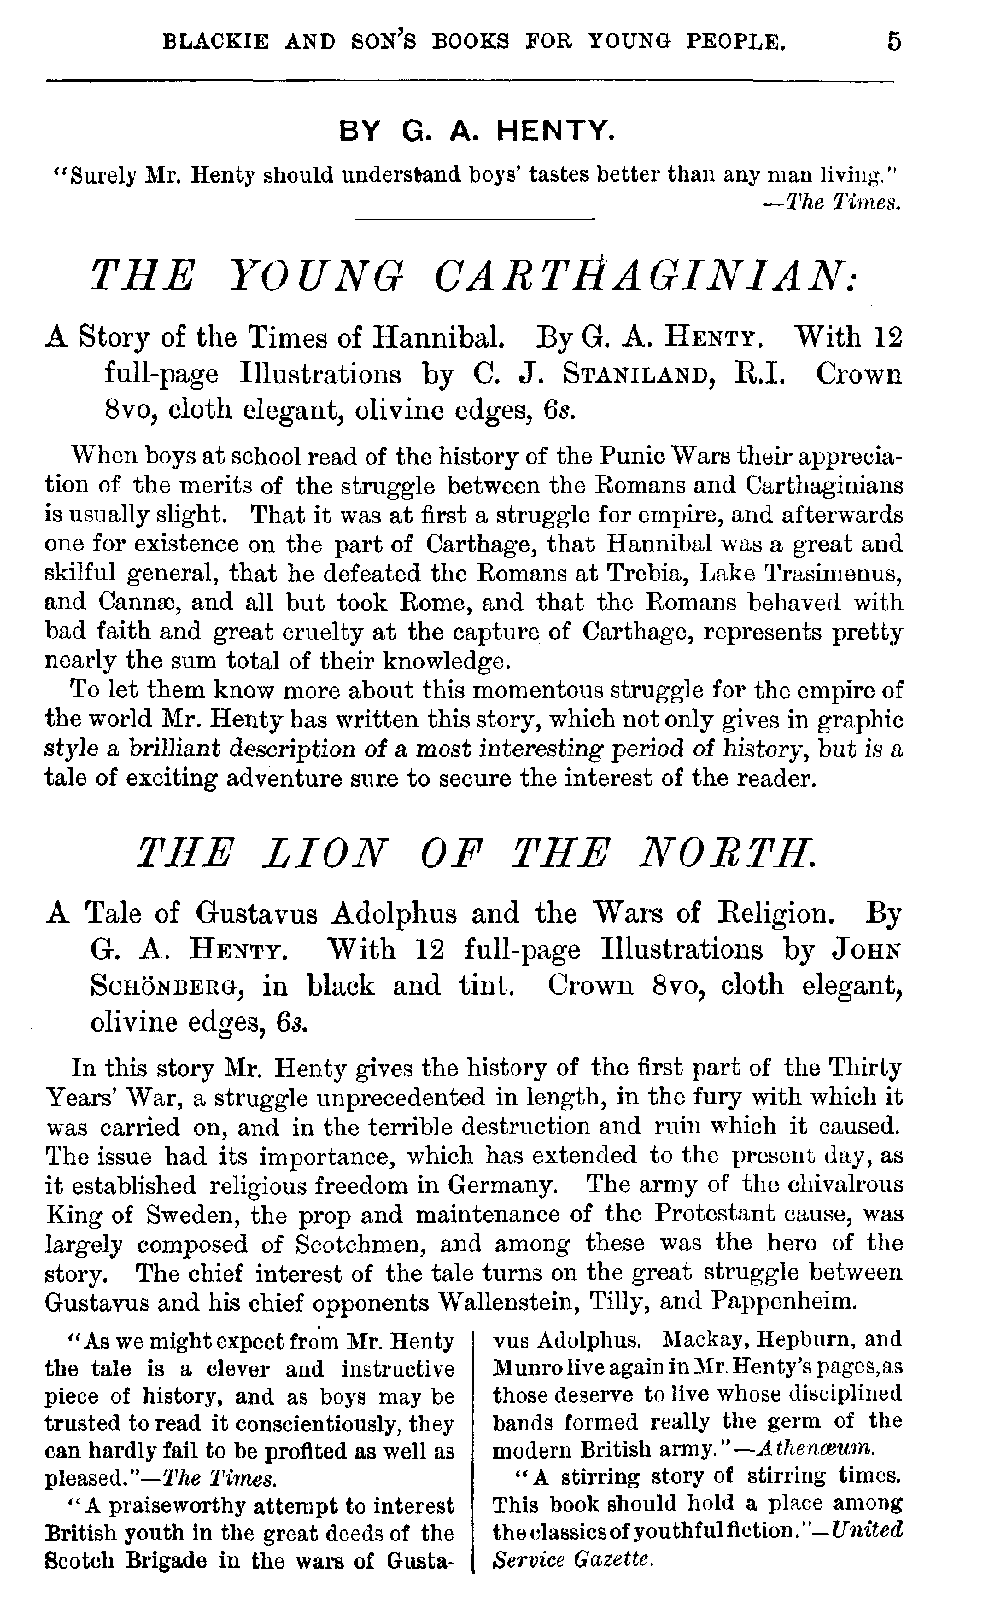 BLACKIE AND SON'S BOOKS FOR YOUNG PEOPLE. 5
BY G. A. HENTY.
"Surely Mr. Henty should understand boys' tastes better than any man living."
—The Times.
THE YOUNG CARTHAGINIAN:
A Story of the Times of Hannibal. By G. A. HENTY. With 12
full-page Illustrations by C. J. STANILAND, R.I. Crown
8vo, cloth elegant, olivine edges, 6s.
When boys at school read of the history of the Punic Wars their apprecia-
tion of the merits of the struggle between the Romans and Carthaginians
is usually slight. That it was at first a struggle for empire, and afterwards
one for existence on the part of Carthage, that Hannibal was a great and
skilful general, that he defeated the Romans at Trebia, Lake Trasimenus,
and Cannæ, and all but took Rome, and that the Romans behaved with
bad faith and great cruelty at the capture of Carthage, represents pretty
nearly the sum total of their knowledge.
To let them know more about this momentous struggle for the empire of
the world Mr. Henty has written this story, which not only gives in graphic
style a brilliant description of a most interesting period of history, but is a
tale of exciting adventure sure to secure the interest of the reader.
THE LION OF THE NORTH.
A Tale of Gustavus Adolphus and the Wars of Religion. By
G. A. HENTY. With 12 full-page Illustrations by JOHN
SCHÖNBERG, in black and tint. Crown 8vo, cloth elegant,
olivine edges, 6s.
In this story Mr. Henty gives the history of the first part of the Thirty
Years' War, a struggle unprecedented in length, in the fury with which it
was carried on, and in the terrible destruction and ruin which it caused.
The issue had its importance, which has extended to the present day, as
it established religious freedom in Germany. The army of the chivalrous
King of Sweden, the prop and maintenance of the Protestant cause, was
largely composed of Scotchmen, and among these was the hero of the
story. The chief interest of the tale turns on the great struggle between
Gustavus and his chief opponents Wallenstein, Tilly, and Pappenheim.
"As we might expect from Mr. Henty
the tale is a clever and instructive
piece of history, and as boys may be
trusted to read it conscientiously, they
can hardly fail to be profited as well as
pleased."—The Times.
"A praiseworthy attempt to interest
British youth in the great deeds of the
Scotch Brigade in the wars of Gusta-
vus Adolphus. Mackay, Hepburn, and
Munro live again in Mr. Henty's pages, as
those deserve to live whose disciplined
bands formed really the germ of the
modern British army."—Athenæum.
"A stirring story of stirring times.
This book should hold a place among
the classics of youthful fiction."—United
Service Gazette.